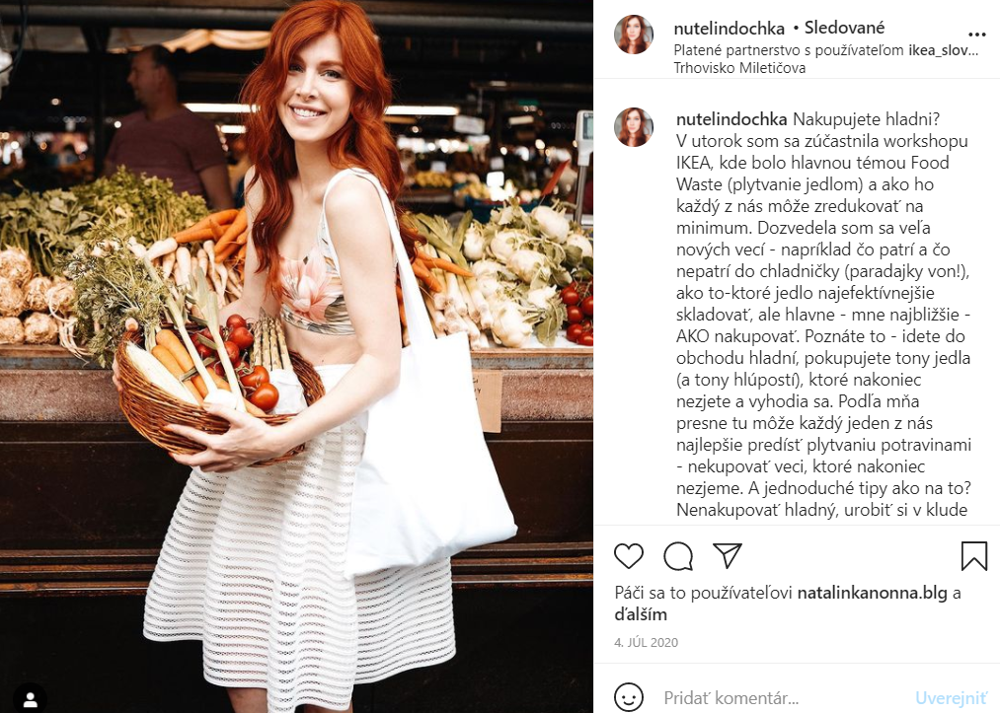 nutelindochka • Sledované
Platené partnerstvo s používateľom ikea_slov...
Trhovisko Miletičova
nutelindochka Nakupujete hladni?
V utorok som sa zúčastnila workshopu
IKEA, kde bolo hlavnou témou Food
Waste (plytvanie jedlom) a ako ho
každý z nás môže zredukovať na
minimum. Dozvedela som sa veľa
nových vecí - napríklad čo patrí a čo
nepatrí do chladničky (paradajky von!),
ako to-ktoré jedlo najefektívnejšie
skladovať, ale hlavne - mne najbližšie -
AKO nakupovať. Poznáte to - idete do
obchodu hladní, pokupujete tony jedla
(a tony hlúpostí), ktoré nakoniec
nezjete a vyhodia sa. Podľa mňa
presne tu môže každý jeden z nás
najlepšie predísť plytvaniu potravinami
- nekupovať veci, ktoré nakoniec
nezjeme. A jednoduché tipy ako na to?
Nenakupovať hladný, urobiť si v klude
Páči sa to používateľovi natalinkanonna.blg a
ďalším
4. JÚL 2020
Pridať komentár... Uverejniť